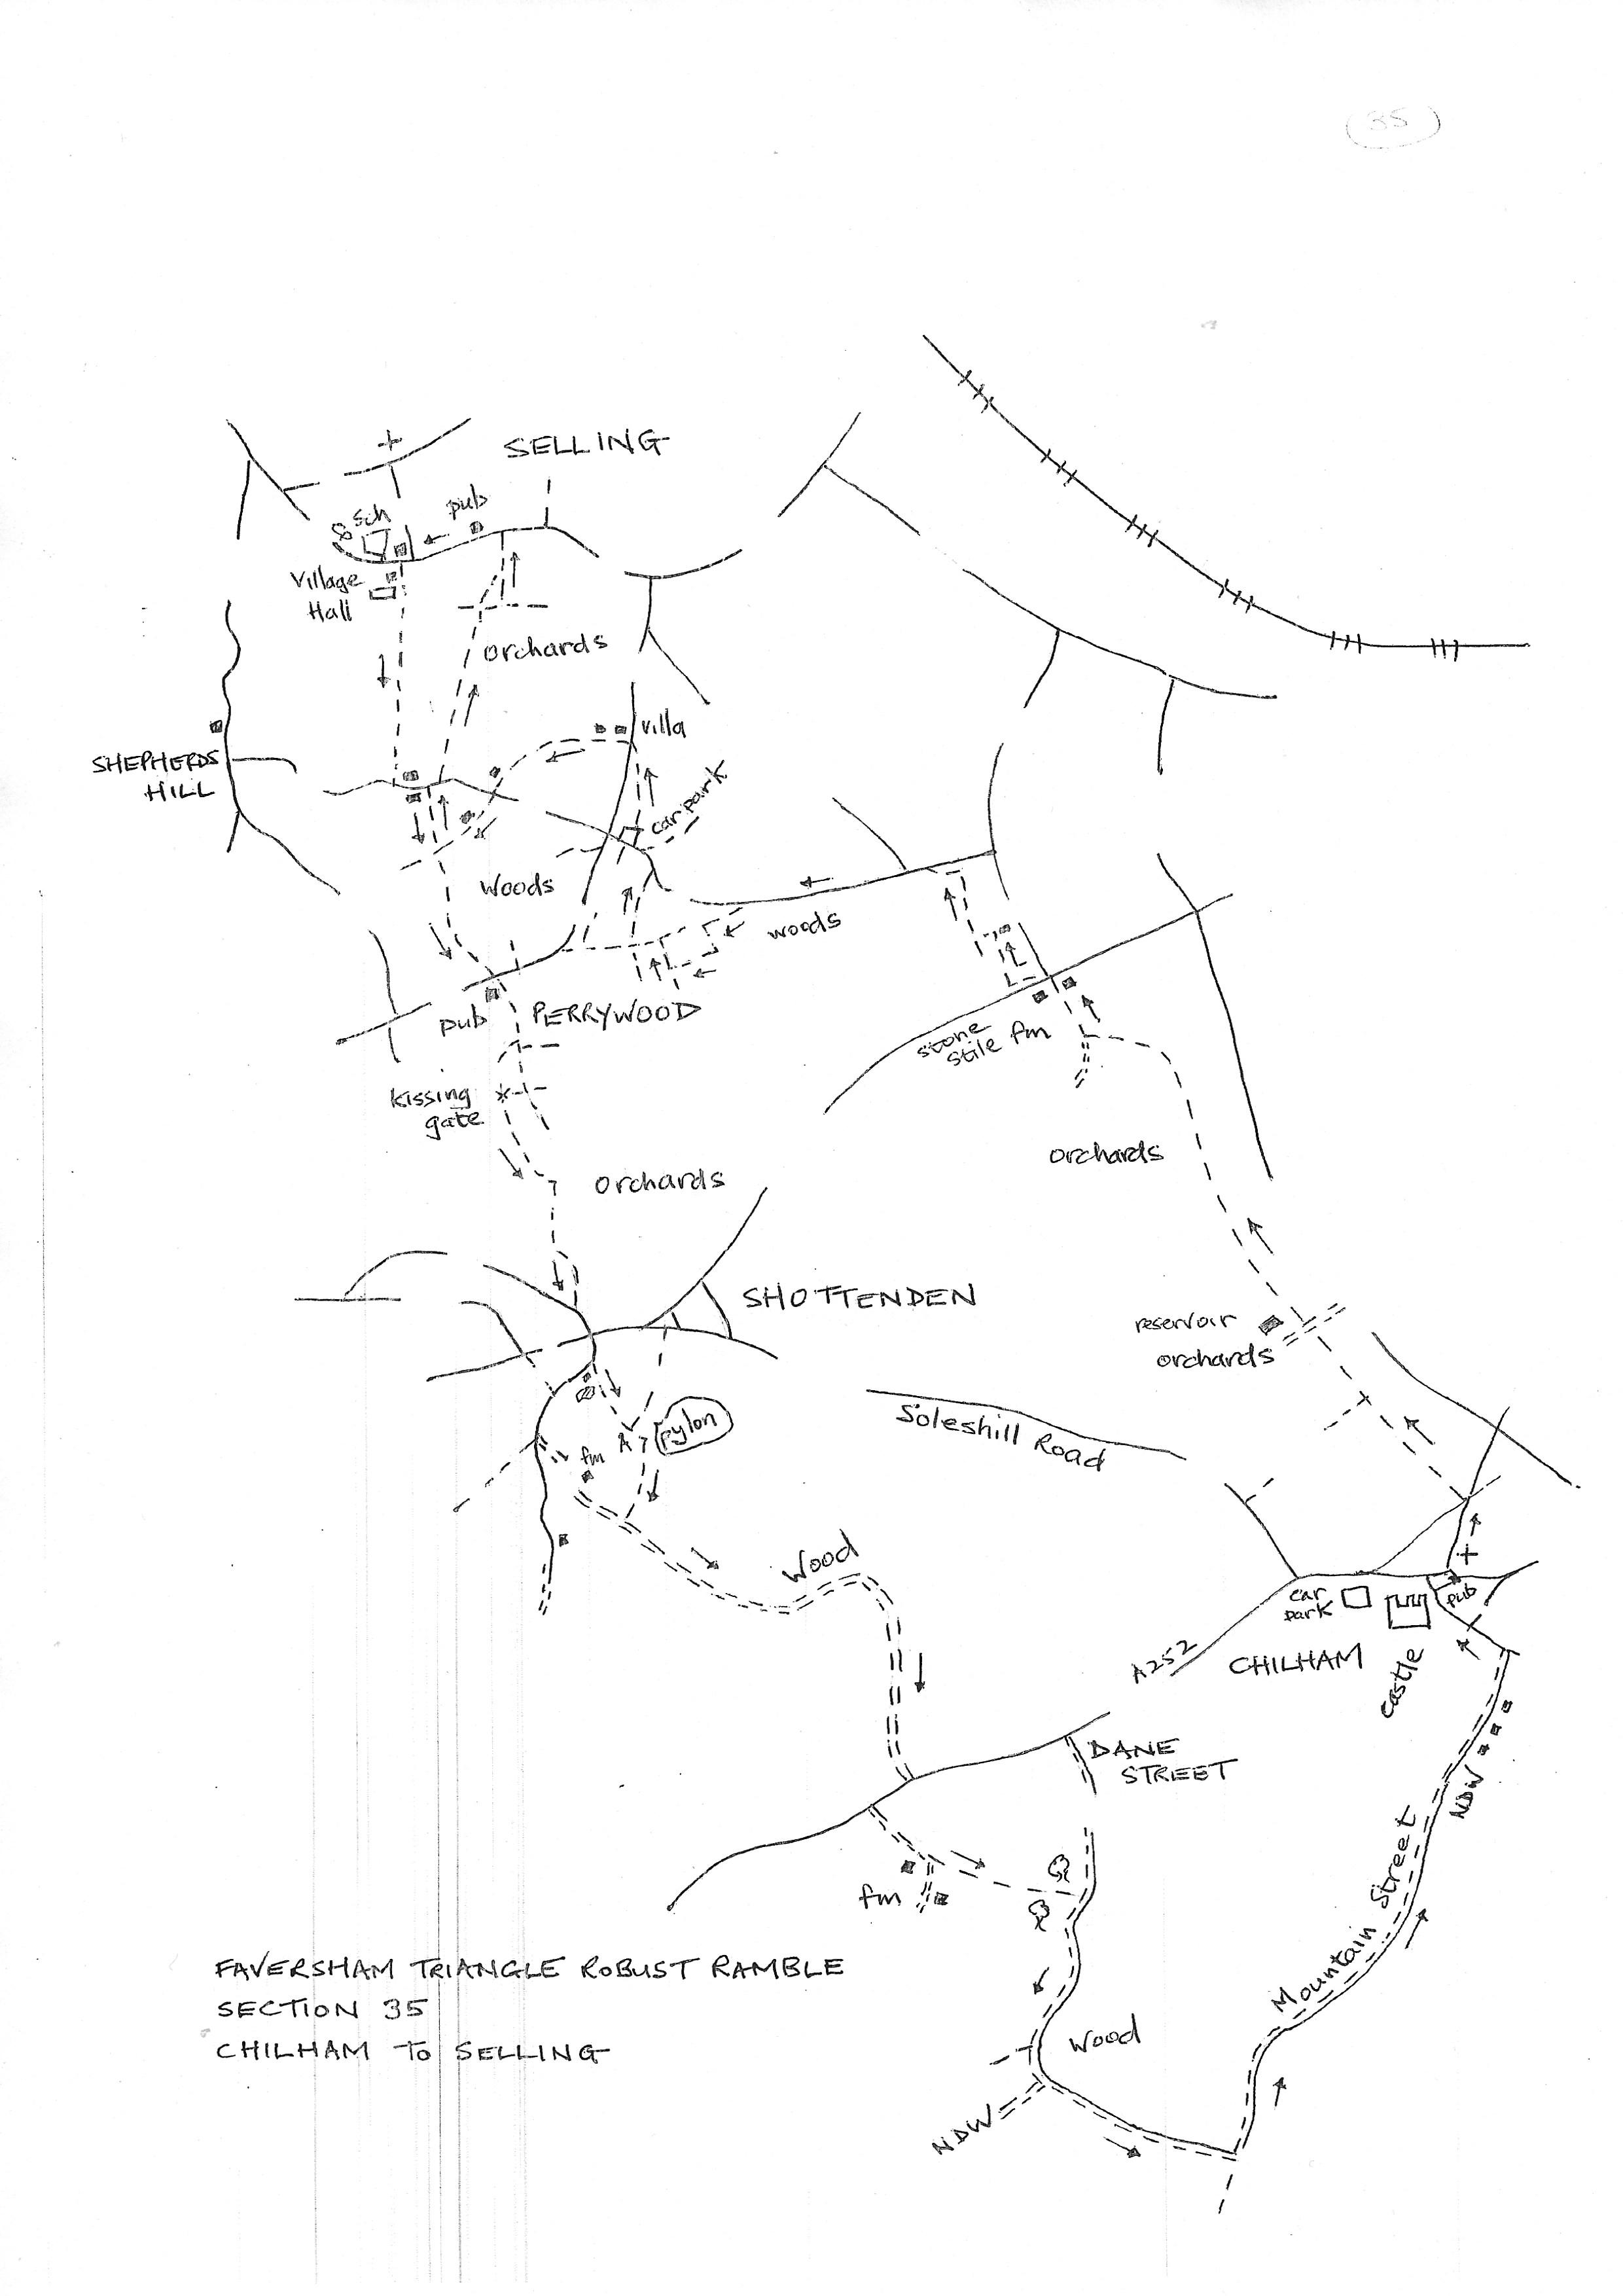 35
SELLING
Sch
pub
Village
Hall
orchards
SHEPHERDS
HILL
villa
car park
Woods
woods
pub
PERRYWOOD
stone
stile fm
kissing
gate
orchards
orchards
SHOTTENDEN
reservoir
orchards
Soleshill Road
pylon
fm
Wood
car
park
pub
A252
CHILHAM
Castle
DANE
STREET
NDW
fm
Mountain Street
Wood
NDW
FAVERSHAM TRIANGLE ROBUST RAMBLE
SECTION 35
CHILHAM TO SELLING